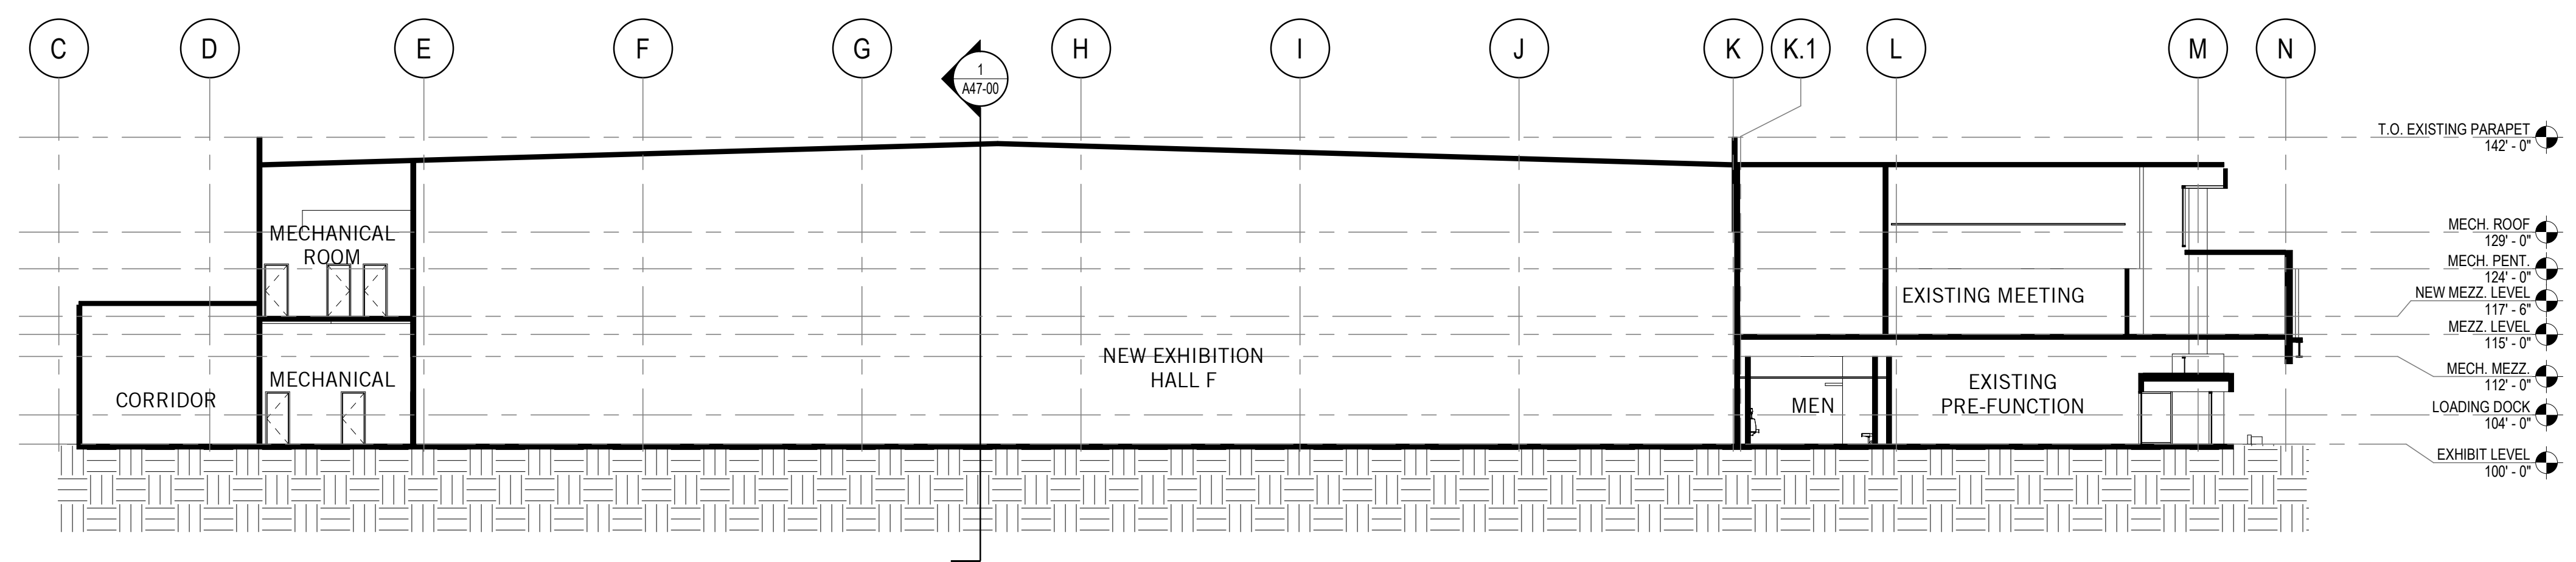 C
D
E
F
G
H
I
J
K
K.1
L
M
N
1
A47-00
T.O. EXISTING PARAPET
142' - 0"
MECH. ROOF
129' - 0"
MECH. PENT.
124' - 0"
NEW MEZZ. LEVEL
117' - 6"
MEZZ. LEVEL
115' - 0"
MECH. MEZZ.
112' - 0"
LOADING DOCK
104' - 0"
EXHIBIT LEVEL
100' - 0"
MECHANICAL
ROOM
MECHANICAL
CORRIDOR
NEW EXHIBITION
HALL F
EXISTING MEETING
MEN
EXISTING
PRE-FUNCTION